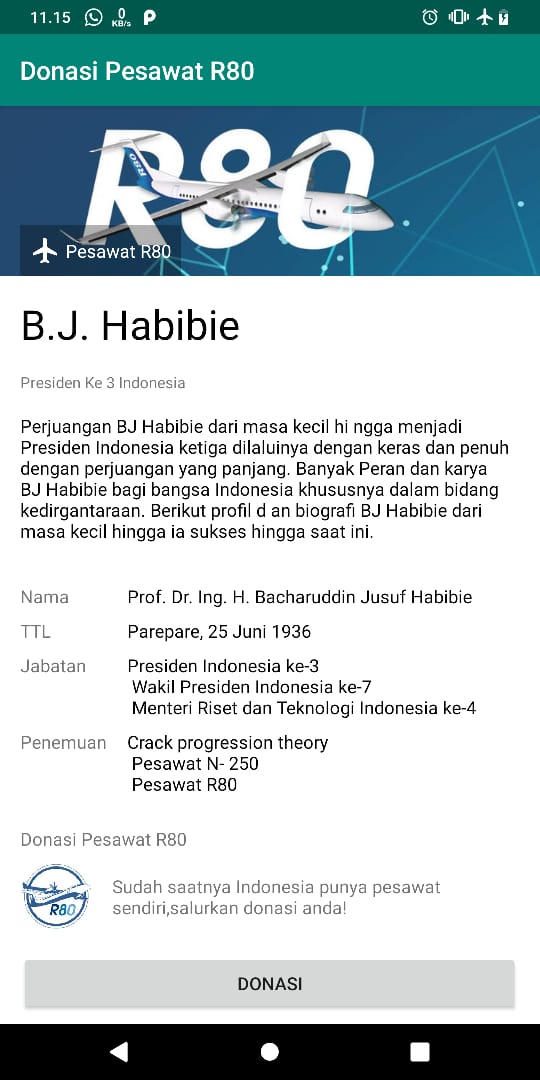 11.15 0 KB/s
Donasi Pesawat R80
R80
R80
Pesawat R80
B.J. Habibie
Presiden Ke 3 Indonesia
Perjuangan BJ Habibie dari masa kecil hi ngga menjadi
Presiden Indonesia ketiga dilaluinya dengan keras dan penuh
dengan perjuangan yang panjang. Banyak Peran dan karya
BJ Habibie bagi bangsa Indonesia khususnya dalam bidang
kedirgantaraan. Berikut profil d an biografi BJ Habibie dari
masa kecil hingga ia sukses hingga saat ini.
Nama Prof. Dr. Ing. H. Bacharuddin Jusuf Habibie
TTL Parepare, 25 Juni 1936
Jabatan Presiden Indonesia ke-3
Wakil Presiden Indonesia ke-7
Menteri Riset dan Teknologi Indonesia ke-4
Penemuan Crack progression theory
Pesawat N- 250
Pesawat R80
Donasi Pesawat R80
R80
Sudah saatnya Indonesia punya pesawat
sendiri,salurkan donasi anda!
DONASI